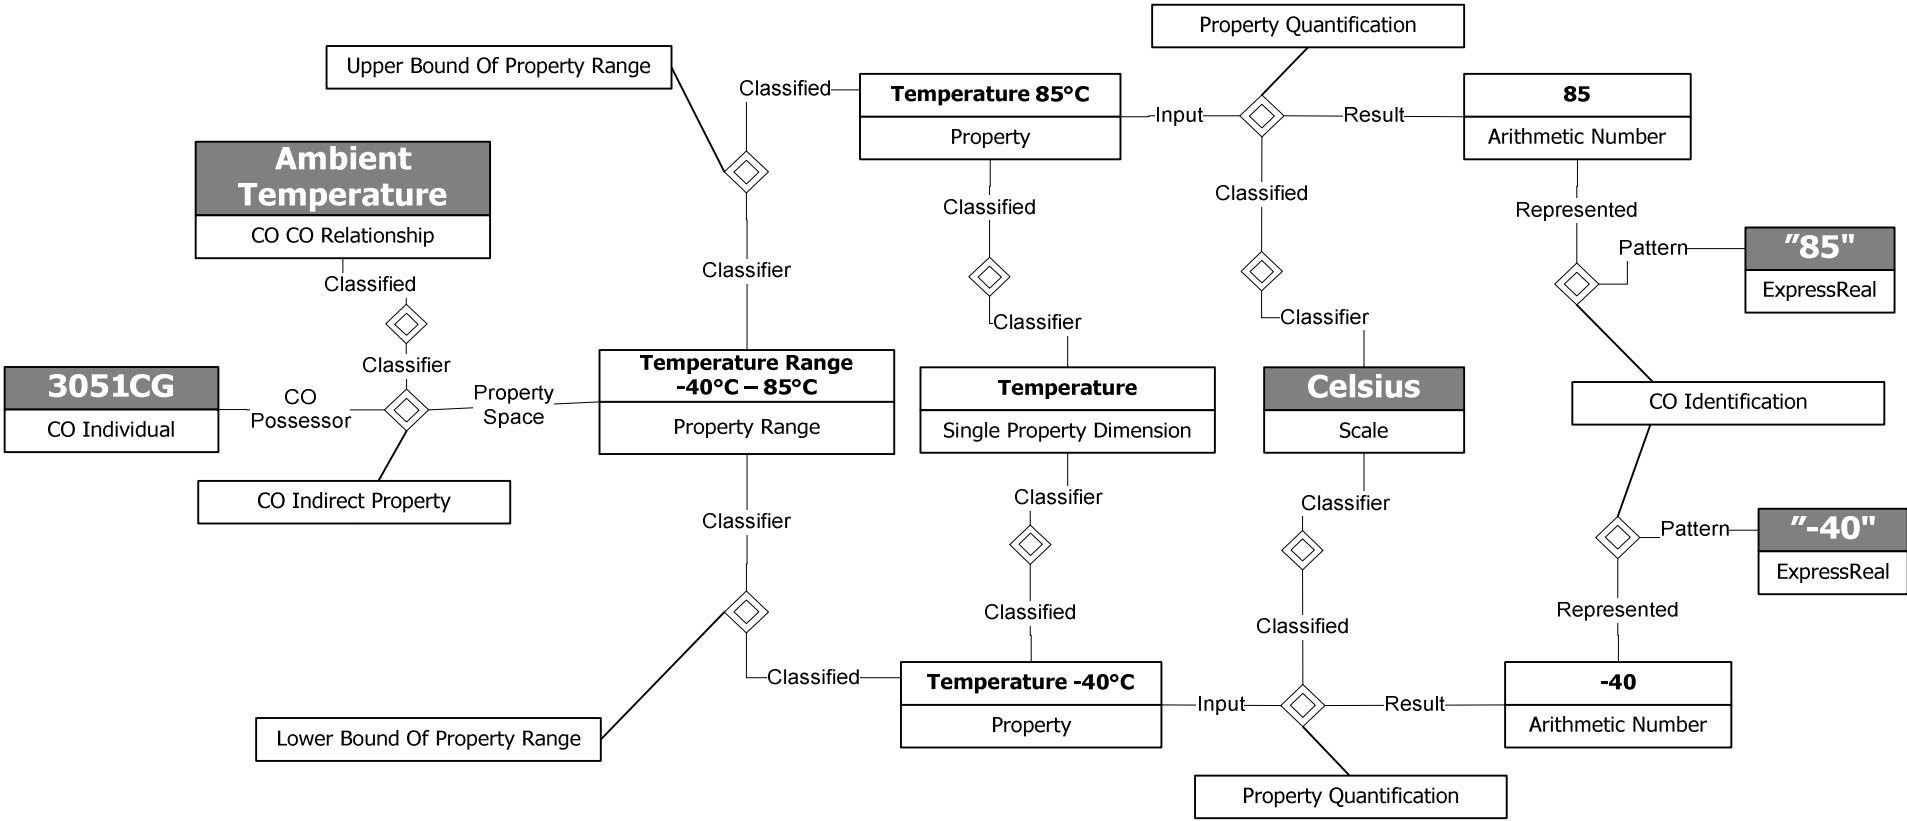 Property Quantification
Upper Bound Of Property Range
Classified
Temperature 85°C
Property
Input
Result
85
Arithmetic Number
Ambient
Temperature
CO CO Relationship
Classified
Classified
Represented
Pattern
″85"
ExpressReal
Classifier
Classified
Classifier
Classifier
Classifier
3051CG
CO Individual
CO
Possessor
Property
Space
Temperature Range
-40°C – 85°C
Property Range
Temperature
Single Property Dimension
Celsius
Scale
CO Identification
CO Indirect Property
Classifier
Classifier
Classifier
Pattern
″-40"
ExpressReal
Classified
Classified
Represented
Classified
Temperature -40°C
Property
Input
Result
-40
Arithmetic Number
Lower Bound Of Property Range
Property Quantification